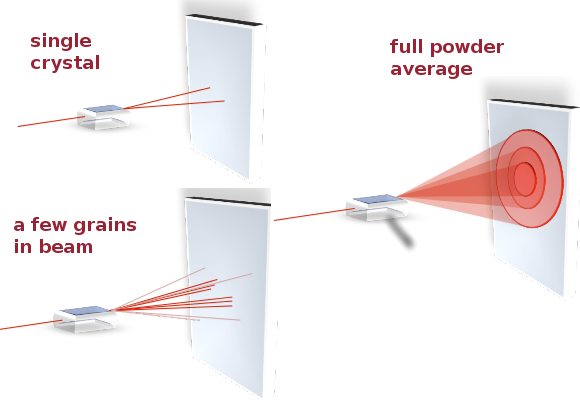 single
crystal
full powder
average
a few grains
in beam